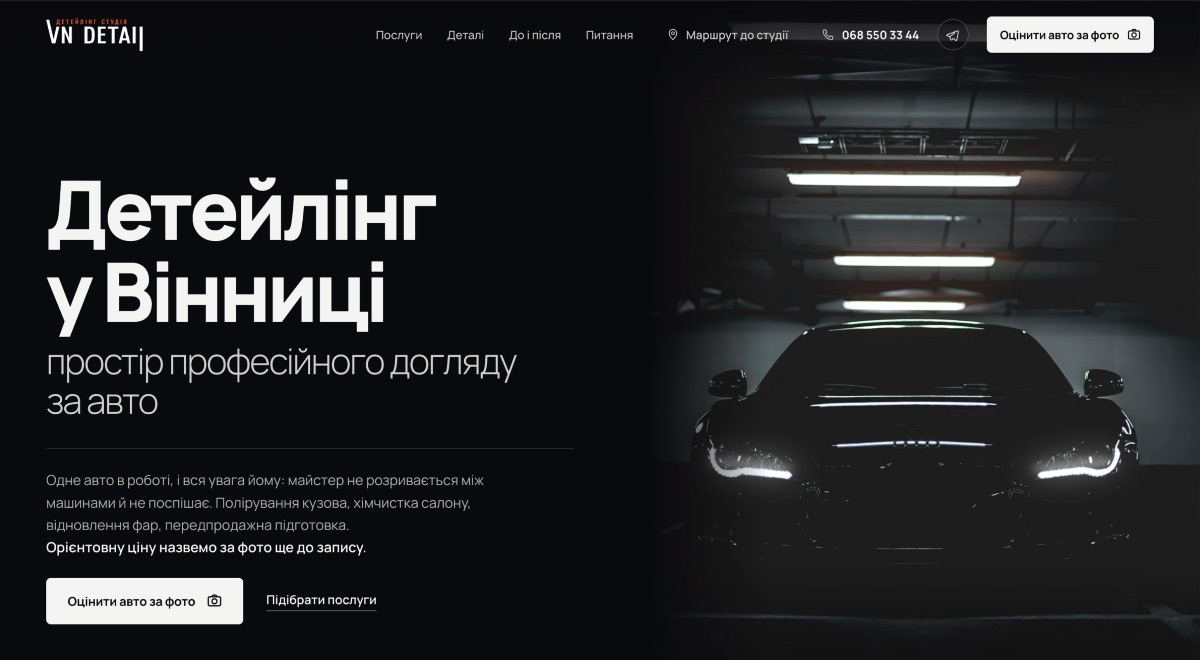 ДЕТЕЙЛІНГ СТУДІЯ
VN DETAIL
Послуги
Деталі
До і після
Питання
Маршрут до студії
068 550 33 44
Оцінити авто за фото
Детейлінг
у Вінниці
простір професійного догляду
за авто
Одне авто в роботі, і вся увага йому: майстер не розривається між
машинами й не поспішає. Полірування кузова, хімчистка салону,
відновлення фар, передпродажна підготовка.
Орієнтовну ціну назвемо за фото ще до запису.
Оцінити авто за фото
Підібрати послуги